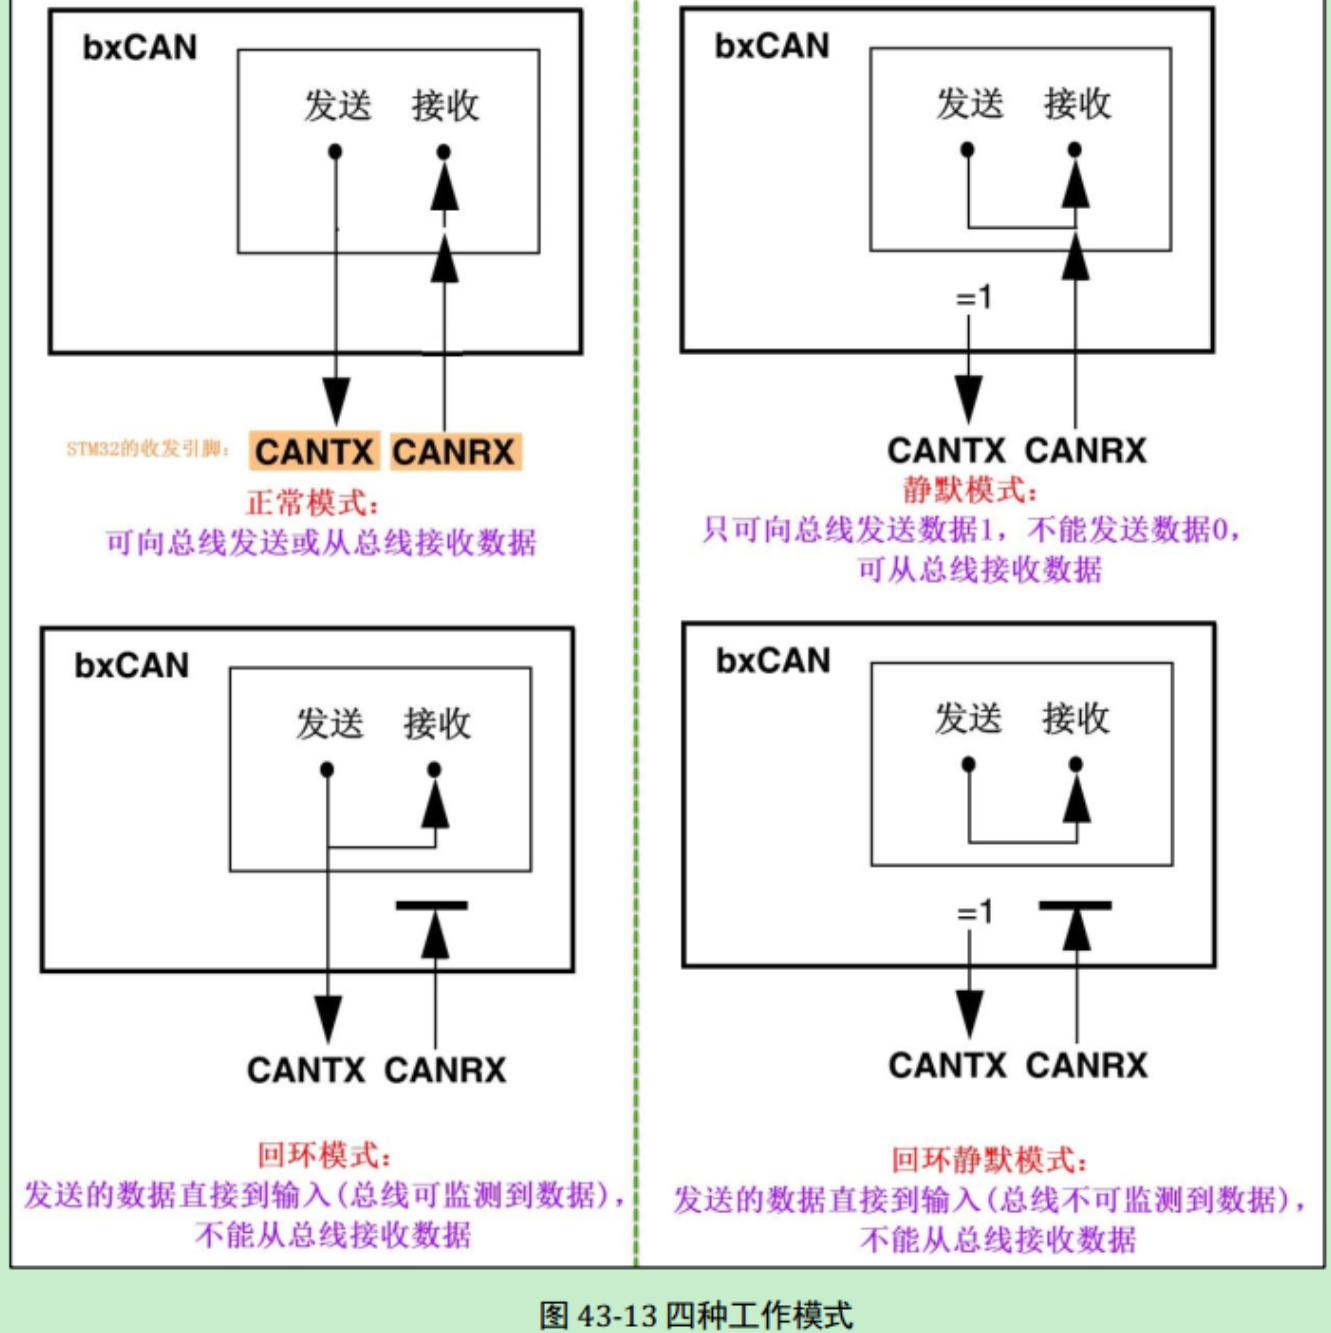 bxCAN
发送 接收
STM32的收发引脚：
CANTX CANRX
正常模式：
可向总线发送或从总线接收数据
bxCAN
发送 接收
=1
CANTX CANRX
静默模式：
只可向总线发送数据1，不能发送数据0，
可从总线接收数据
bxCAN
发送 接收
CANTX CANRX
回环模式：
发送的数据直接到输入(总线可监测到数据)，
不能从总线接收数据
bxCAN
发送 接收
=1
CANTX CANRX
回环静默模式：
发送的数据直接到输入(总线不可监测到数据)，
不能从总线接收数据
图 43-13 四种工作模式